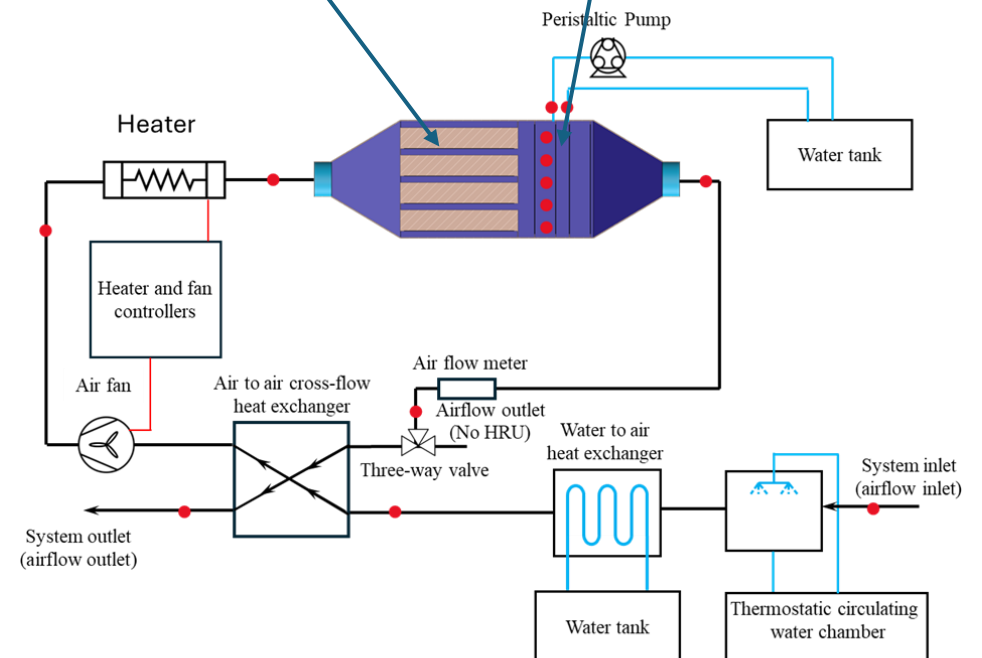 Peristaltic Pump
Heater
Water tank
Heater and fan
controllers
Air flow meter
Air fan
Air to air cross-flow
heat exchanger
Airflow outlet
(No HRU)
Water to air
heat exchanger
Three-way valve
System inlet
(airflow inlet)
System outlet
(airflow outlet)
Water tank
Thermostatic circulating
water chamber